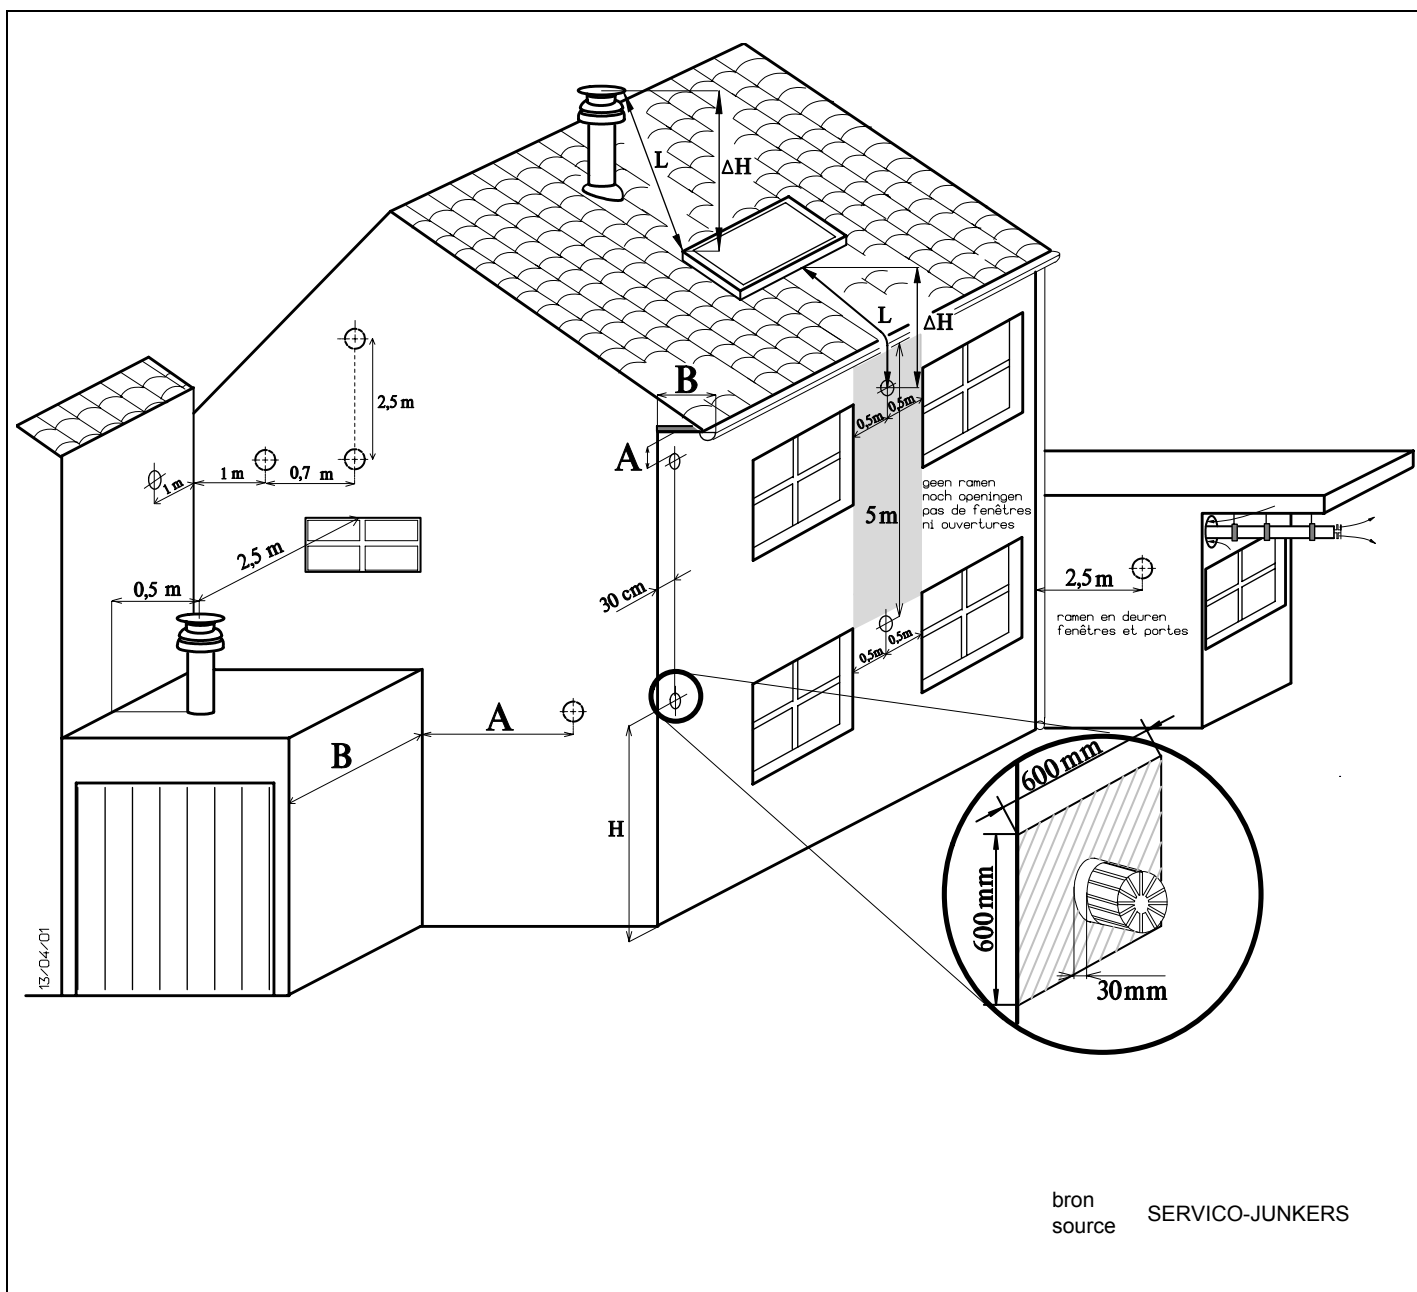 L
ΔH
L
ΔH
B
2,5 m
0,5m
0,5m
A
1 m
0,7 m
1 m
geen ramen
noch openingen
pas de fenêtres
ni ouvertures
5 m
2,5 m
2,5 m
30 cm
0,5 m
ramen en deuren
fenêtres et portes
0,5m
0,5m
A
B
H
600 mm
600 mm
30 mm
13/04/01
bron
source
SERVICO-JUNKERS